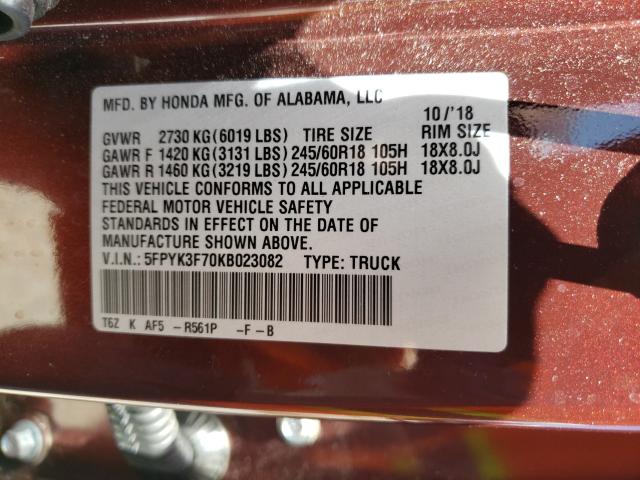 MFD. BY HONDA MFG. OF ALABAMA, LLC
10/'18
GVWR 2730 KG(6019 LBS) TIRE SIZE RIM SIZE
GAWR F 1420 KG(3131 LBS) 245/60R18 105H 18X8.0J
GAWR R 1460 KG(3219 LBS) 245/60R18 105H 18X8.0J
THIS VEHICLE CONFORMS TO ALL APPLICABLE
FEDERAL MOTOR VEHICLE SAFETY
STANDARDS IN EFFECT ON THE DATE OF
MANUFACTURE SHOWN ABOVE.
V.I.N.: 5FPYK3F70KB023082 TYPE: TRUCK
T6Z K AF5 -R561P -F-B